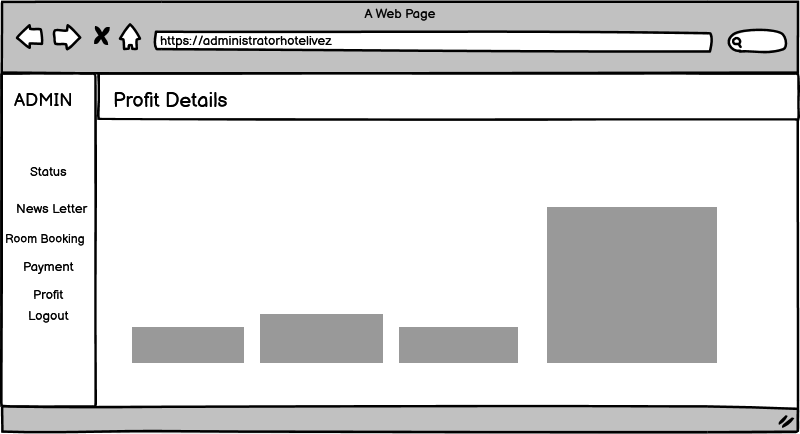 A Web Page
https://administratorhotelivez
ADMIN
Profit Details
Status
News Letter
Room Booking
Payment
Profit
Logout